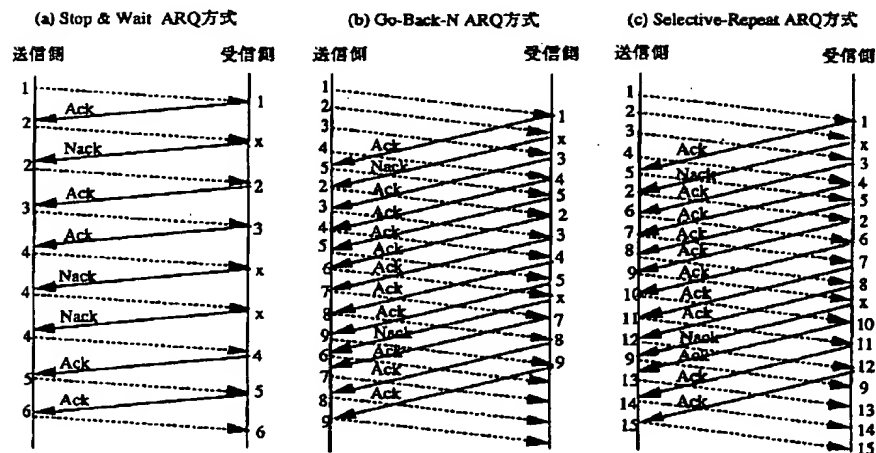 (a) Stop & Wait ARQ方式
送信側
受信側
1
2
2
3
4
4
4
5
6
Ack
Nack
Ack
Ack
Nack
Nack
Ack
Ack
1
x
2
3
x
x
4
5
6
(b) Go-Back-N ARQ方式
送信側
受信側
1
2
3
4
5
2
3
4
5
6
7
8
9
6
7
8
9
Ack
Nack
Ack
Ack
Ack
Ack
Ack
Ack
Ack
Nack
Ack
Ack
Ack
1
x
3
4
5
2
3
4
5
x
7
8
9
(c) Selective-Repeat ARQ方式
送信側
受信側
1
2
3
4
5
2
6
7
8
9
10
11
12
9
13
14
15
Ack
Nack
Ack
Ack
Ack
Ack
Ack
Ack
Ack
Nack
Ack
Ack
Ack
1
x
3
4
5
2
6
7
8
x
10
11
12
9
13
14
15